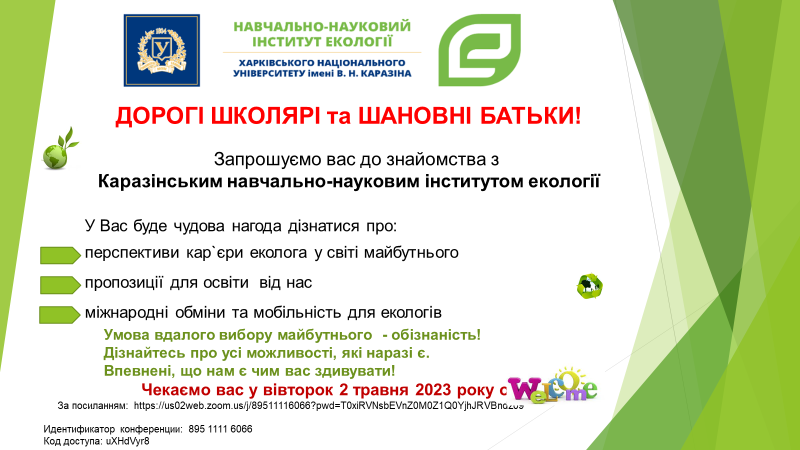 НАВЧАЛЬНО-НАУКОВИЙ
ІНСТИТУТ ЕКОЛОГІЇ
ХАРКІВСЬКОГО НАЦІОНАЛЬНОГО
УНІВЕРСИТЕТУ імені В. Н. КАРАЗІНА
ДОРОГІ ШКОЛЯРІ та ШАНОВНІ БАТЬКИ!
Запрошуємо вас до знайомства з
Каразінським навчально-науковим інститутом екології
У Вас буде чудова нагода дізнатися про:
перспективи кар`єри еколога у світі майбутнього
пропозиції для освіти від нас
міжнародні обміни та мобільність для екологів
Умова вдалого вибору майбутнього - обізнаність!
Дізнайтесь про усі можливості, які наразі є.
Впевнені, що нам є чим вас здивувати!
Чекаємо вас у вівторок 2 травня 2023 року о
Welcome
За посиланням: https://us02web.zoom.us/j/89511116066?pwd=T0xiRVNsbEVnZ0M0Z1Q0YjhJRVBndz09
Идентификатор конференции: 895 1111 6066
Код доступа: uXHdVyr8